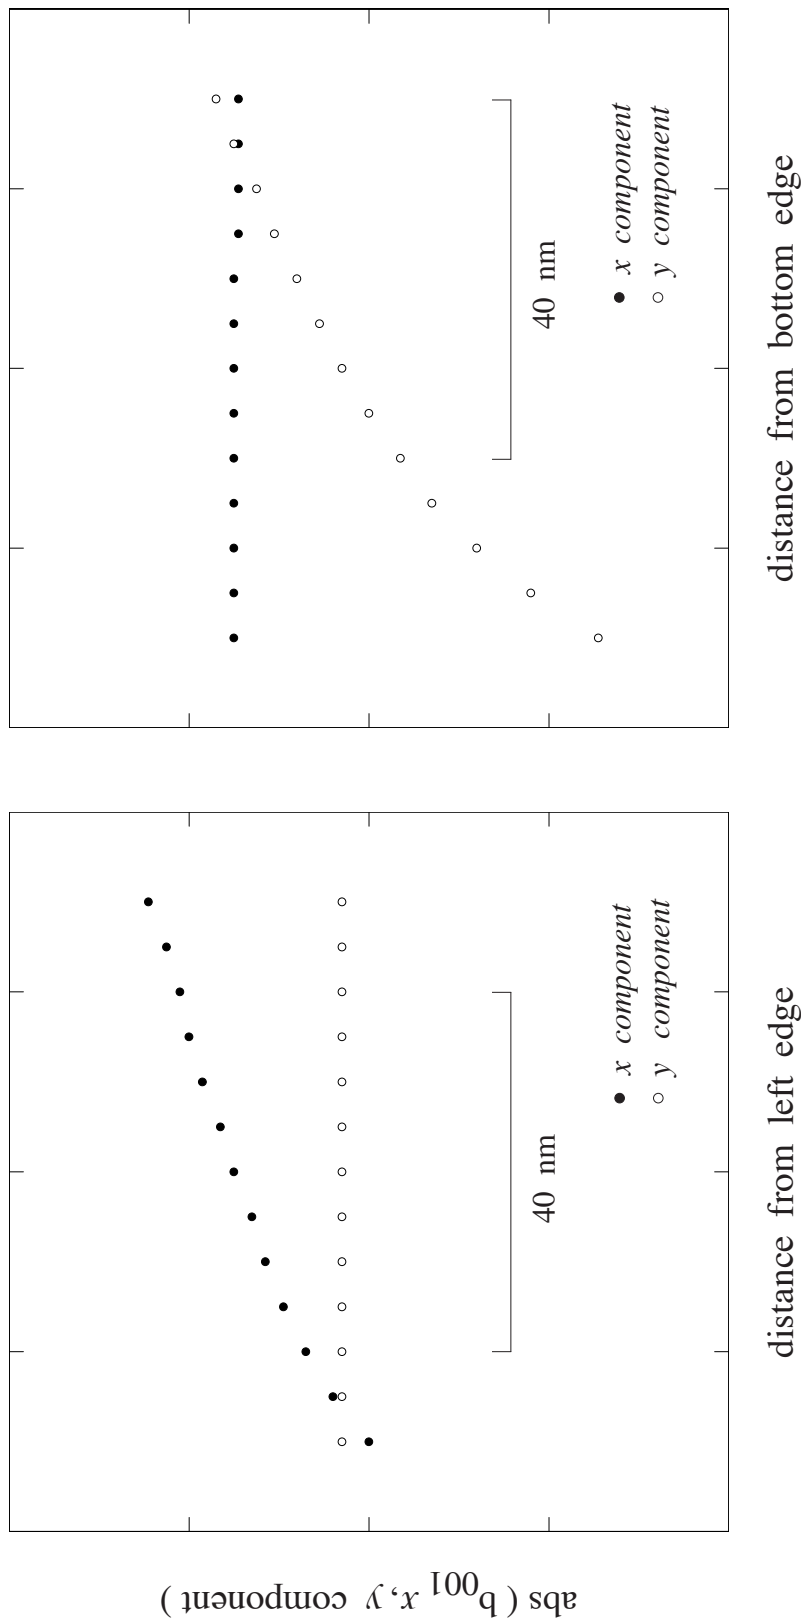 abs ( b001 x, y component )
40 nm
x component
y component
distance from left edge
40 nm
x component
y component
distance from bottom edge